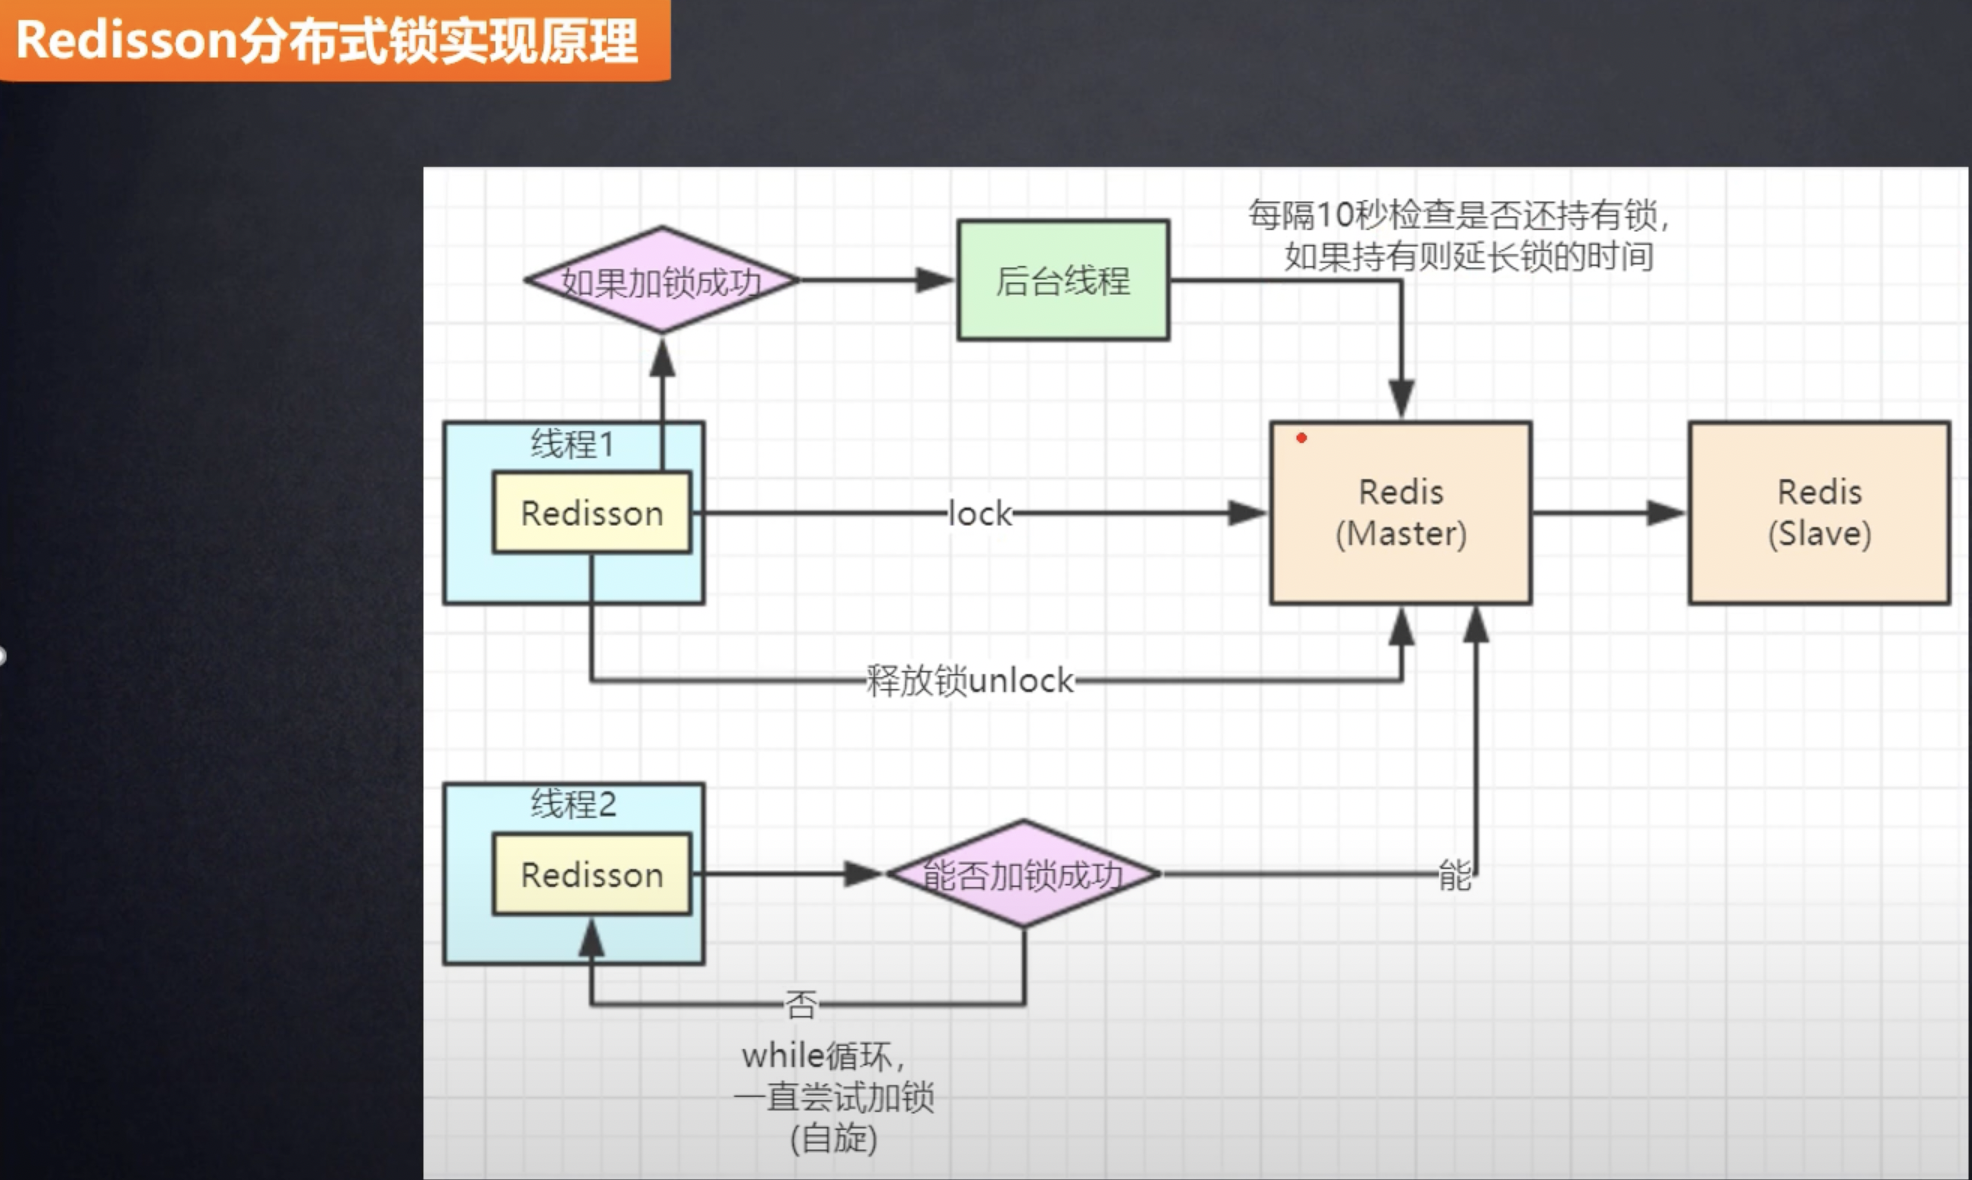 Redisson分布式锁实现原理
每隔10秒检查是否还持有锁，
如果持有则延长锁的时间
如果加锁成功
后台线程
线程1
Redisson
lock
Redis
(Master)
Redis
(Slave)
释放锁unlock
线程2
Redisson
能否加锁成功
能
否
while循环，
一直尝试加锁
(自旋)